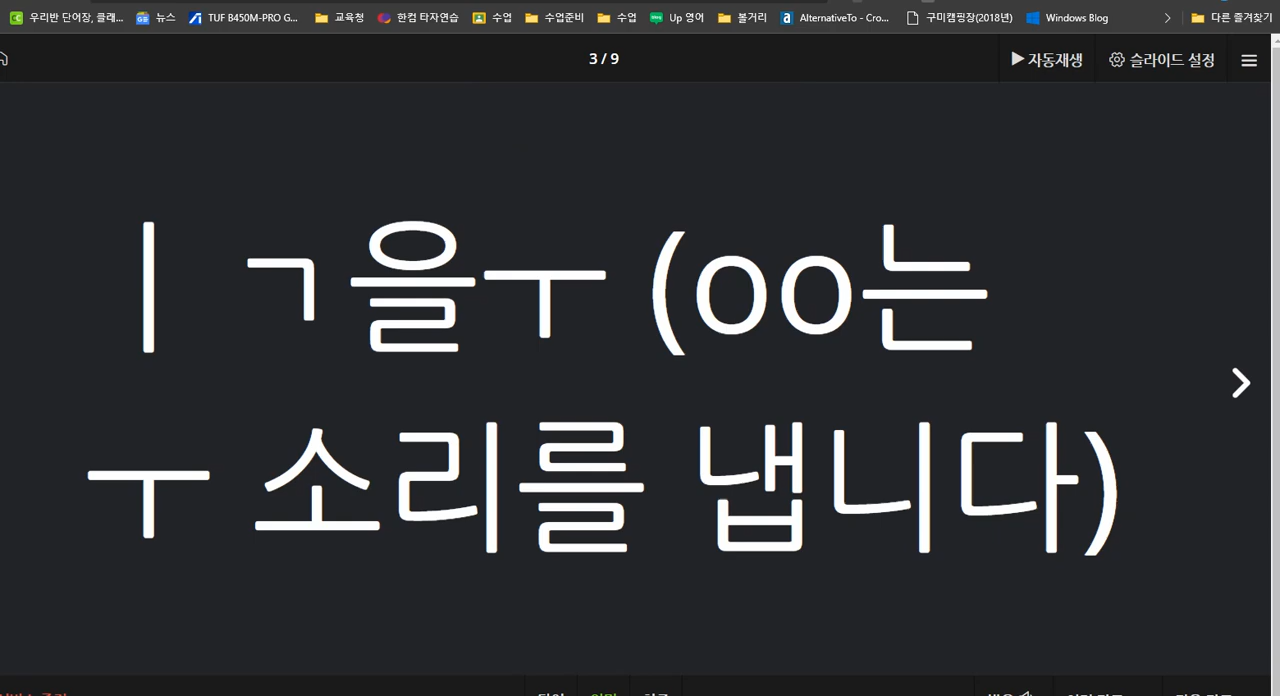 우리반 단어장, 클래... 뉴스 TUF B450M-PRO G... 교육청 한컴 타자연습 수업 수업준비 수업 Up 영어 볼거리 AlternativeTo - Cro... 구미캠핑장(2018년) Windows Blog 다른 즐겨찾기
3 / 9 자동재생 슬라이드 설정
ㅣ ㄱ을ㅜ (oo는
ㅜ 소리를 냅니다)